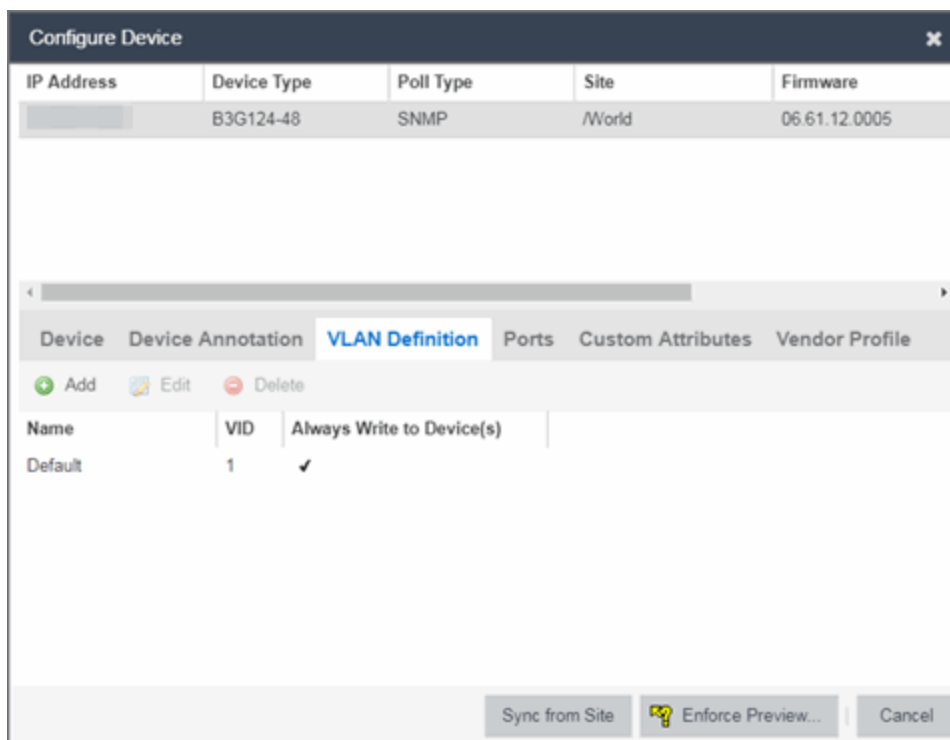 Configure Device
IP Address Device Type Poll Type Site Firmware
B3G124-48 SNMP /World 06.61.12.0005
Device Device Annotation VLAN Definition Ports Custom Attributes Vendor Profile
Add Edit Delete
Name VID Always Write to Device(s)
Default 1 ✔
Sync from Site Enforce Preview... Cancel